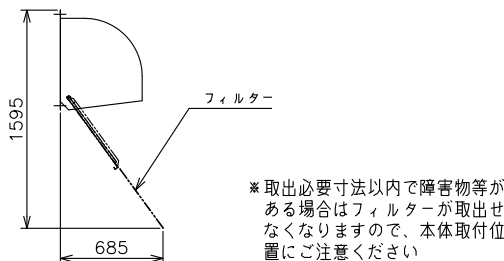 フィルター
1595
※取出必要寸法以内で障害物等が
ある場合はフィルターが取出せ
なくなりますので、本体取付位
置にご注意ください
685